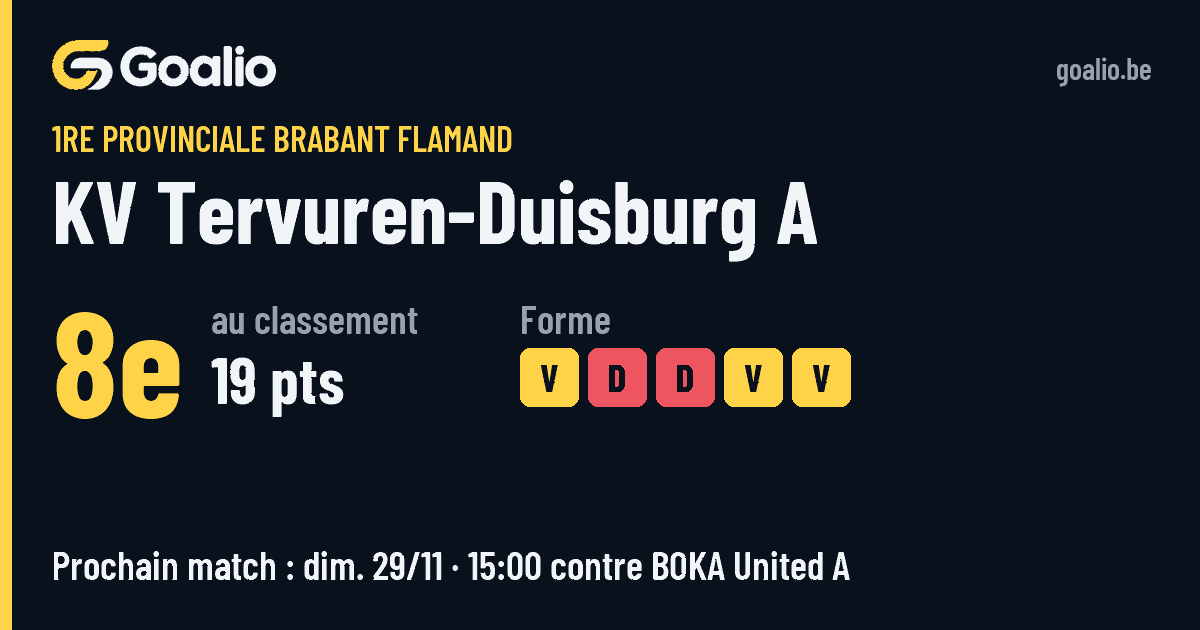 Goalio
goalio.be
1RE PROVINCIALE BRABANT FLAMAND
KV Tervuren-Duisburg A
8e
au classement
19 pts
Forme
V D D V V
Prochain match : dim. 29/11 · 15:00 contre BOKA United A